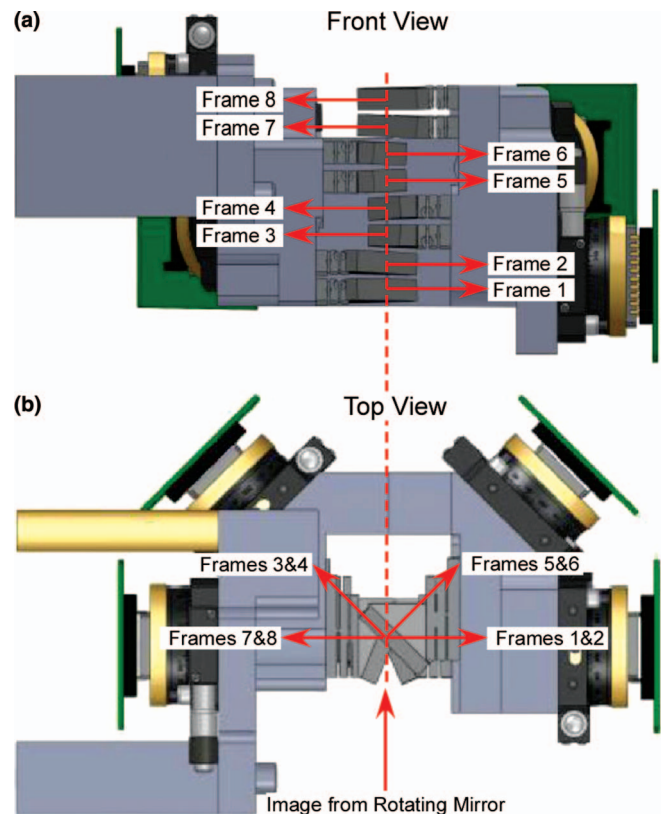 (a)
Front View
Frame 8
Frame 7
Frame 6
Frame 5
Frame 4
Frame 3
Frame 2
Frame 1
(b)
Top View
Frames 3&4
Frames 5&6
Frames 7&8
Frames 1&2
Image from Rotating Mirror